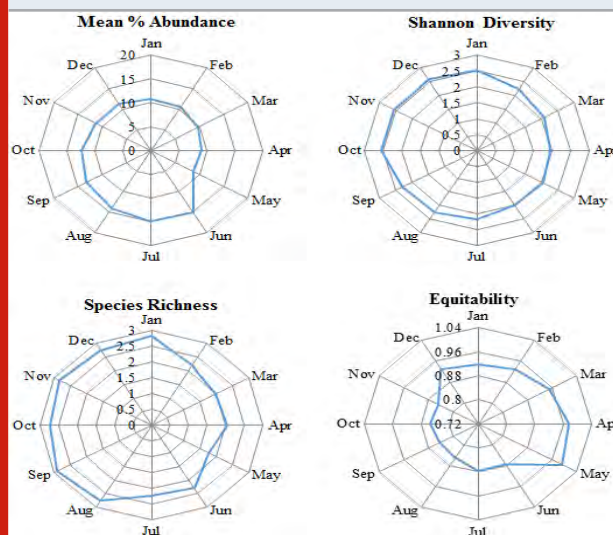 Mean % Abundance
Jan
20
15
10
5
0
Feb
Mar
Apr
May
Jun
Jul
Aug
Sep
Oct
Nov
Dec
Shannon Diversity
Jan
3
2.5
2
1.5
1
0.5
0
Feb
Mar
Apr
May
Jun
Jul
Aug
Sep
Oct
Nov
Dec
Species Richness
Jan
3
2.5
2
1.5
1
0.5
0
Feb
Mar
Apr
May
Jun
Jul
Aug
Sep
Oct
Nov
Dec
Equitability
Jan
1.04
0.96
0.88
0.8
0.72
Feb
Mar
Ap
May
Jun
Jul
Aug
Sep
Oct
Nov
Dec